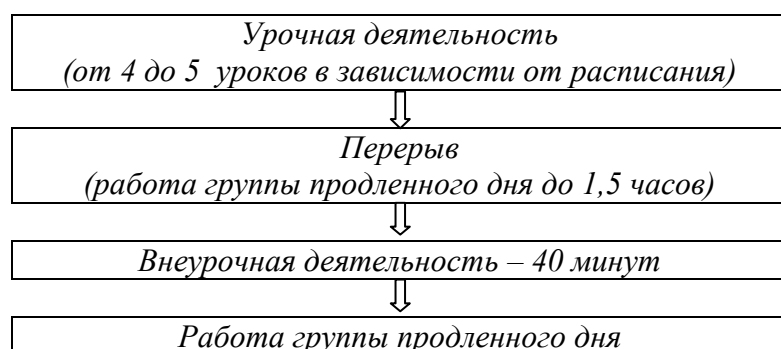 Урочная деятельность
(от 4 до 5 уроков в зависимости от расписания)
Перерыв
(работа группы продленного дня до 1,5 часов)
Внеурочная деятельность – 40 минут
Работа группы продленного дня